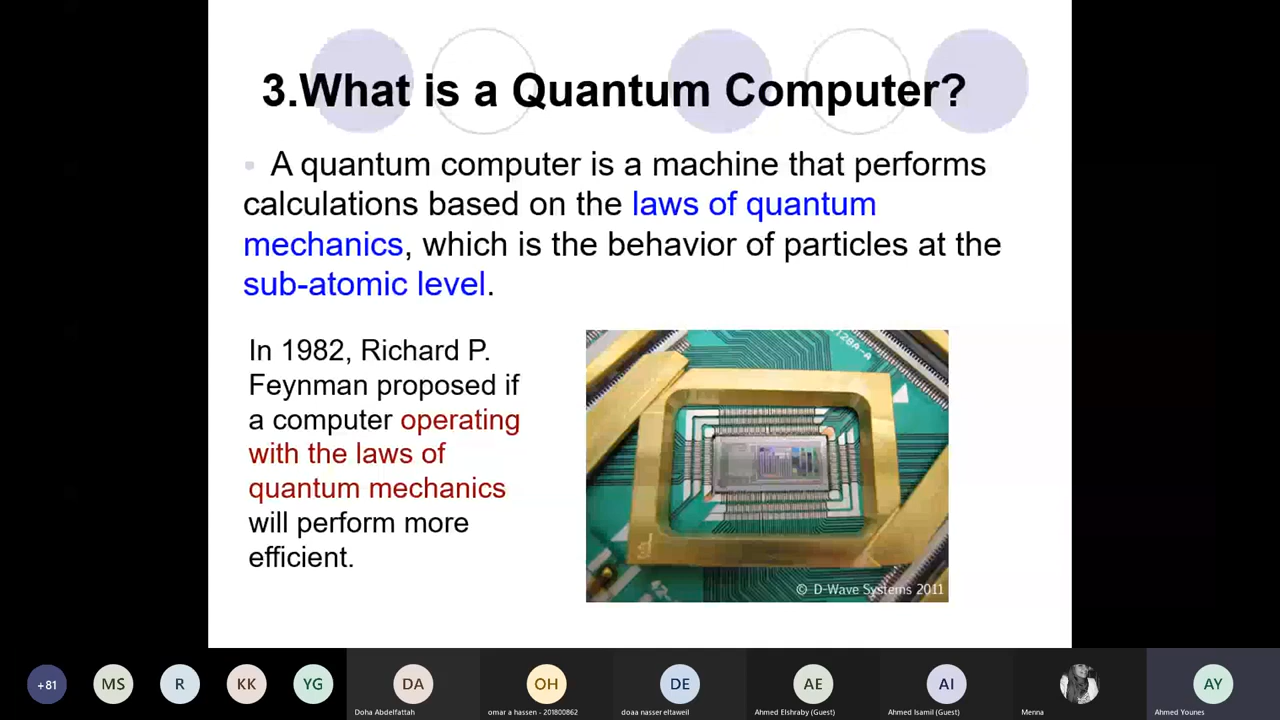 3.What is a Quantum Computer?
A quantum computer is a machine that performs
calculations based on the laws of quantum
mechanics, which is the behavior of particles at the
sub-atomic level.
In 1982, Richard P.
Feynman proposed if
a computer operating
with the laws of
quantum mechanics
will perform more
efficient.
128A-A
© D-Wave Systems 2011
+81
MS
R
KK
YG
DA
OH
DE
AE
AI
AY
Doha Abdelfattah
omar a hassen - 201800862
doaa nasser eltaweil
Ahmed Elshraby (Guest)
Ahmed Isamil (Guest)
Menna
Ahmed Younes